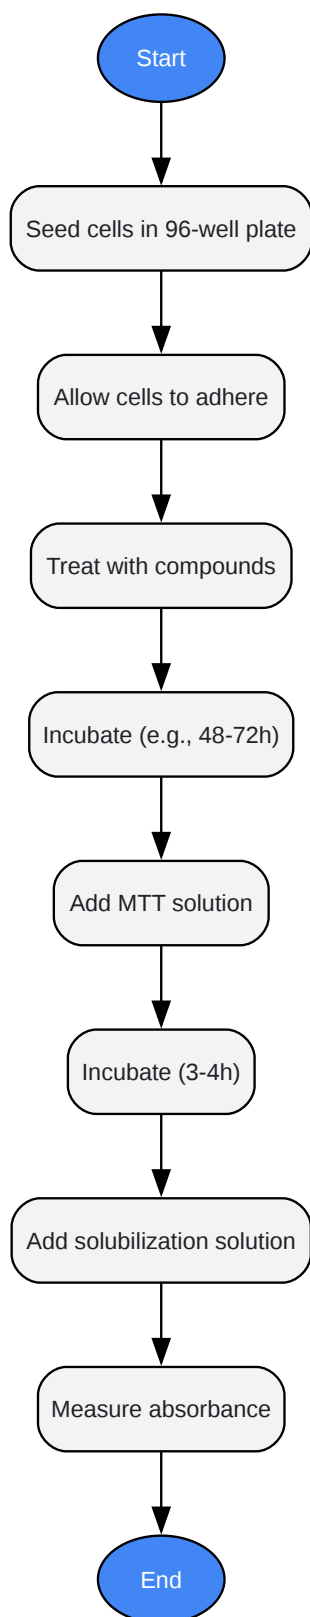 Start
Seed cells in 96-well plate
Allow cells to adhere
Treat with compounds
Incubate (e.g., 48-72h)
Add MTT solution
Incubate (3-4h)
Add solubilization solution
Measure absorbance
End